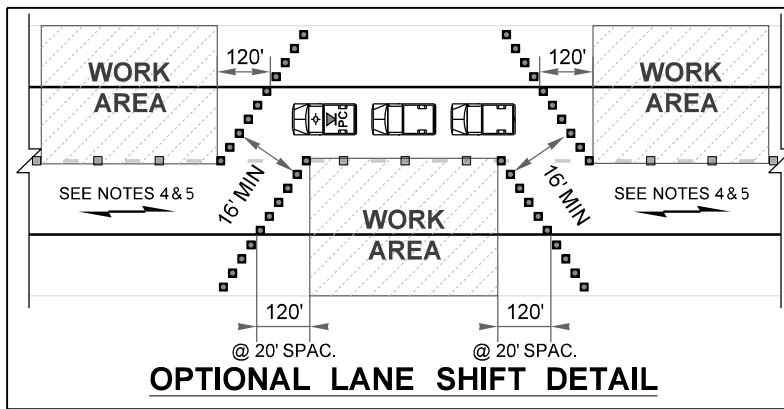 120'
120'
WORK
AREA
WORK
AREA
PC
SEE NOTES 4&5
16' MIN
16' MIN
SEE NOTES 4&5
WORK
AREA
120'
120'
@ 20' SPAC.
@ 20' SPAC.
OPTIONAL LANE SHIFT DETAIL